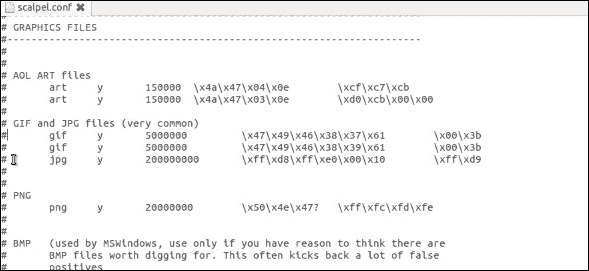 scalpel.conf
#---------------------------------------------------------------------
# GRAPHICS FILES
#---------------------------------------------------------------------
#
#
# AOL ART files
# art y 150000 \x4a\x47\x04\x0e \xcf\xc7\xcb
# art y 150000 \x4a\x47\x03\x0e \xd0\xcb\x00\x00
#
# GIF and JPG files (very common)
# gif y 5000000 \x47\x49\x46\x38\x37\x61 \x00\x3b
# gif y 5000000 \x47\x49\x46\x38\x39\x61 \x00\x3b
# jpg y 200000000 \xff\xd8\xff\xe0\x00\x10 \xff\xd9
#
#
# PNG
# png y 20000000 \x50\x4e\x47? \xff\xfc\xfd\xfe
#
#
# BMP (used by MSWindows, use only if you have reason to think there are
# BMP files worth digging for. This often kicks back a lot of false
# positives